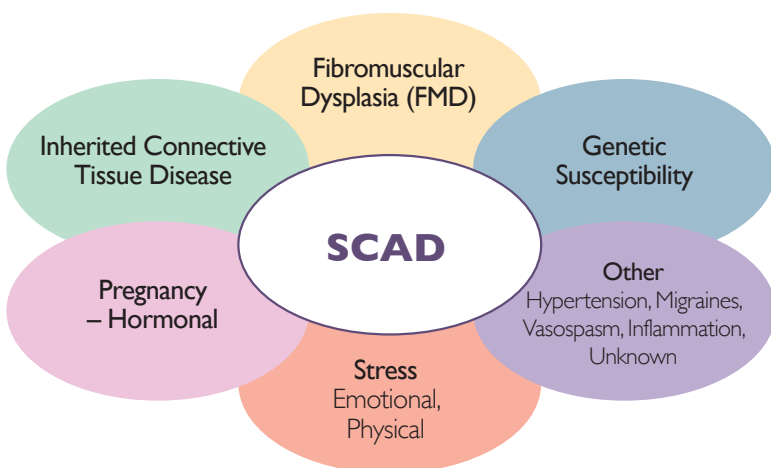 Fibromuscular
Dysplasia (FMD)
Inherited Connective
Tissue Disease
Genetic
Susceptibility
SCAD
Pregnancy
– Hormonal
Other
Hypertension, Migraines,
Vasospasm, Inflammation,
Unknown
Stress
Emotional,
Physical